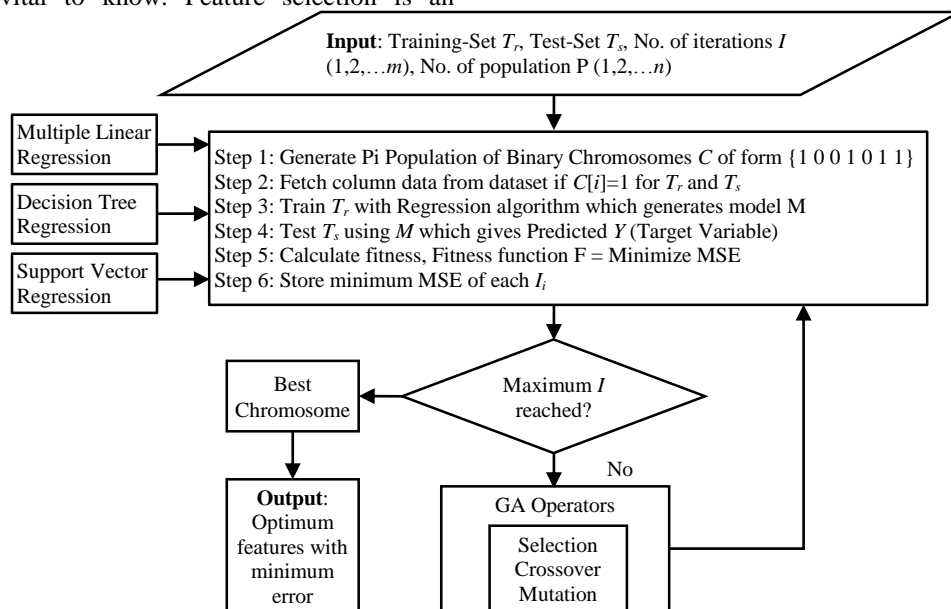 vital to know. Feature selection is an
Input: Training-Set Tr, Test-Set Ts, No. of iterations I
(1,2,…m), No. of population P (1,2,…n)
Multiple Linear
Regression
Decision Tree
Regression
Support Vector
Regression
Step 1: Generate Pi Population of Binary Chromosomes C of form {1 0 0 1 0 1 1}
Step 2: Fetch column data from dataset if C[i]=1 for Tr and Ts
Step 3: Train Tr with Regression algorithm which generates model M
Step 4: Test Ts using M which gives Predicted Y (Target Variable)
Step 5: Calculate fitness, Fitness function F = Minimize MSE
Step 6: Store minimum MSE of each Ii
Maximum I
reached?
Best
Chromosome
No
Output:
Optimum
features with
minimum
error
GA Operators
Selection
Crossover
Mutation